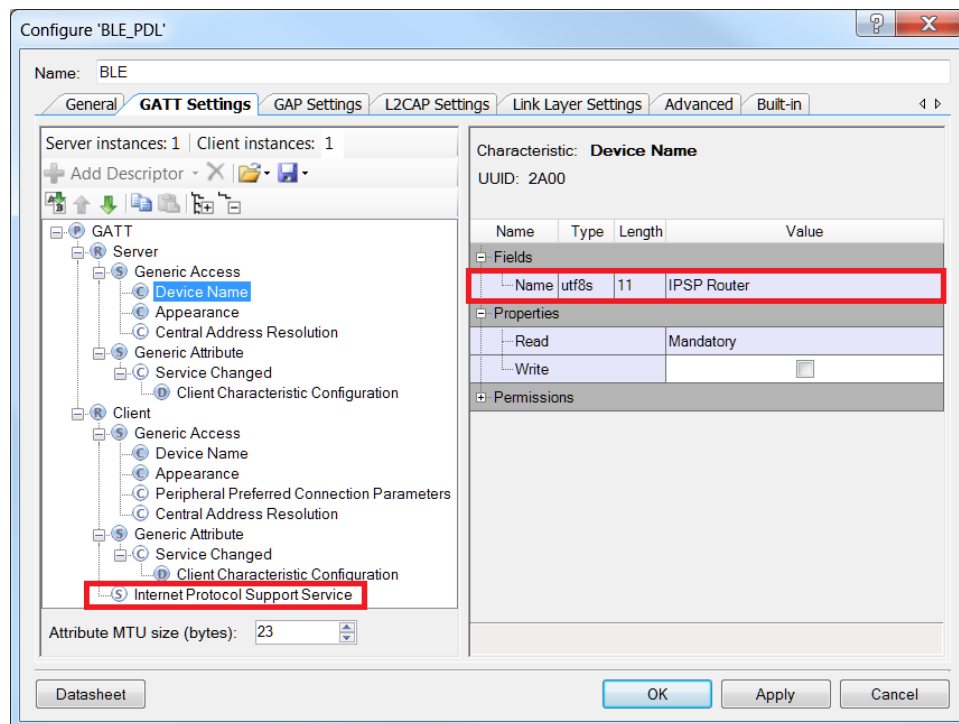 Configure 'BLE_PDL'
Name: BLE
General GATT Settings GAP Settings L2CAP Settings Link Layer Settings Advanced Built-in
Server instances: 1 Client instances: 1
Add Descriptor
GATT
Server
Generic Access
Device Name
Appearance
Central Address Resolution
Generic Attribute
Service Changed
Client Characteristic Configuration
Client
Generic Access
Device Name
Appearance
Peripheral Preferred Connection Parameters
Central Address Resolution
Generic Attribute
Service Changed
Client Characteristic Configuration
Internet Protocol Support Service
Attribute MTU size (bytes): 23
Characteristic: Device Name
UUID: 2A00
Name Type Length Value
Fields
Name utf8s 11 IPSP Router
Properties
Read Mandatory
Write
Permissions
Datasheet OK Apply Cancel